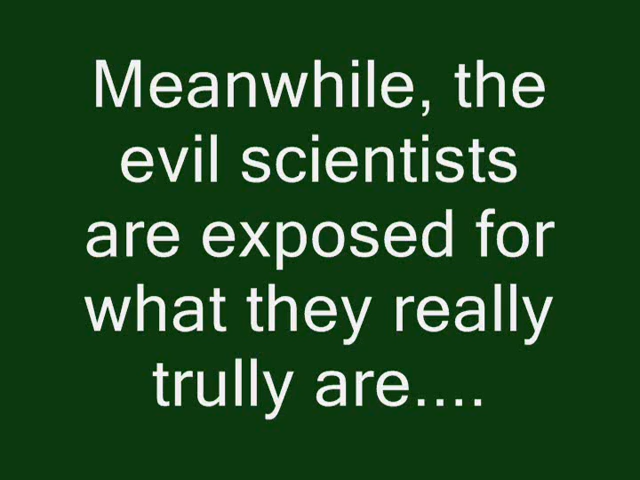 Meanwhile, the
evil scientists
are exposed for
what they really
trully are....